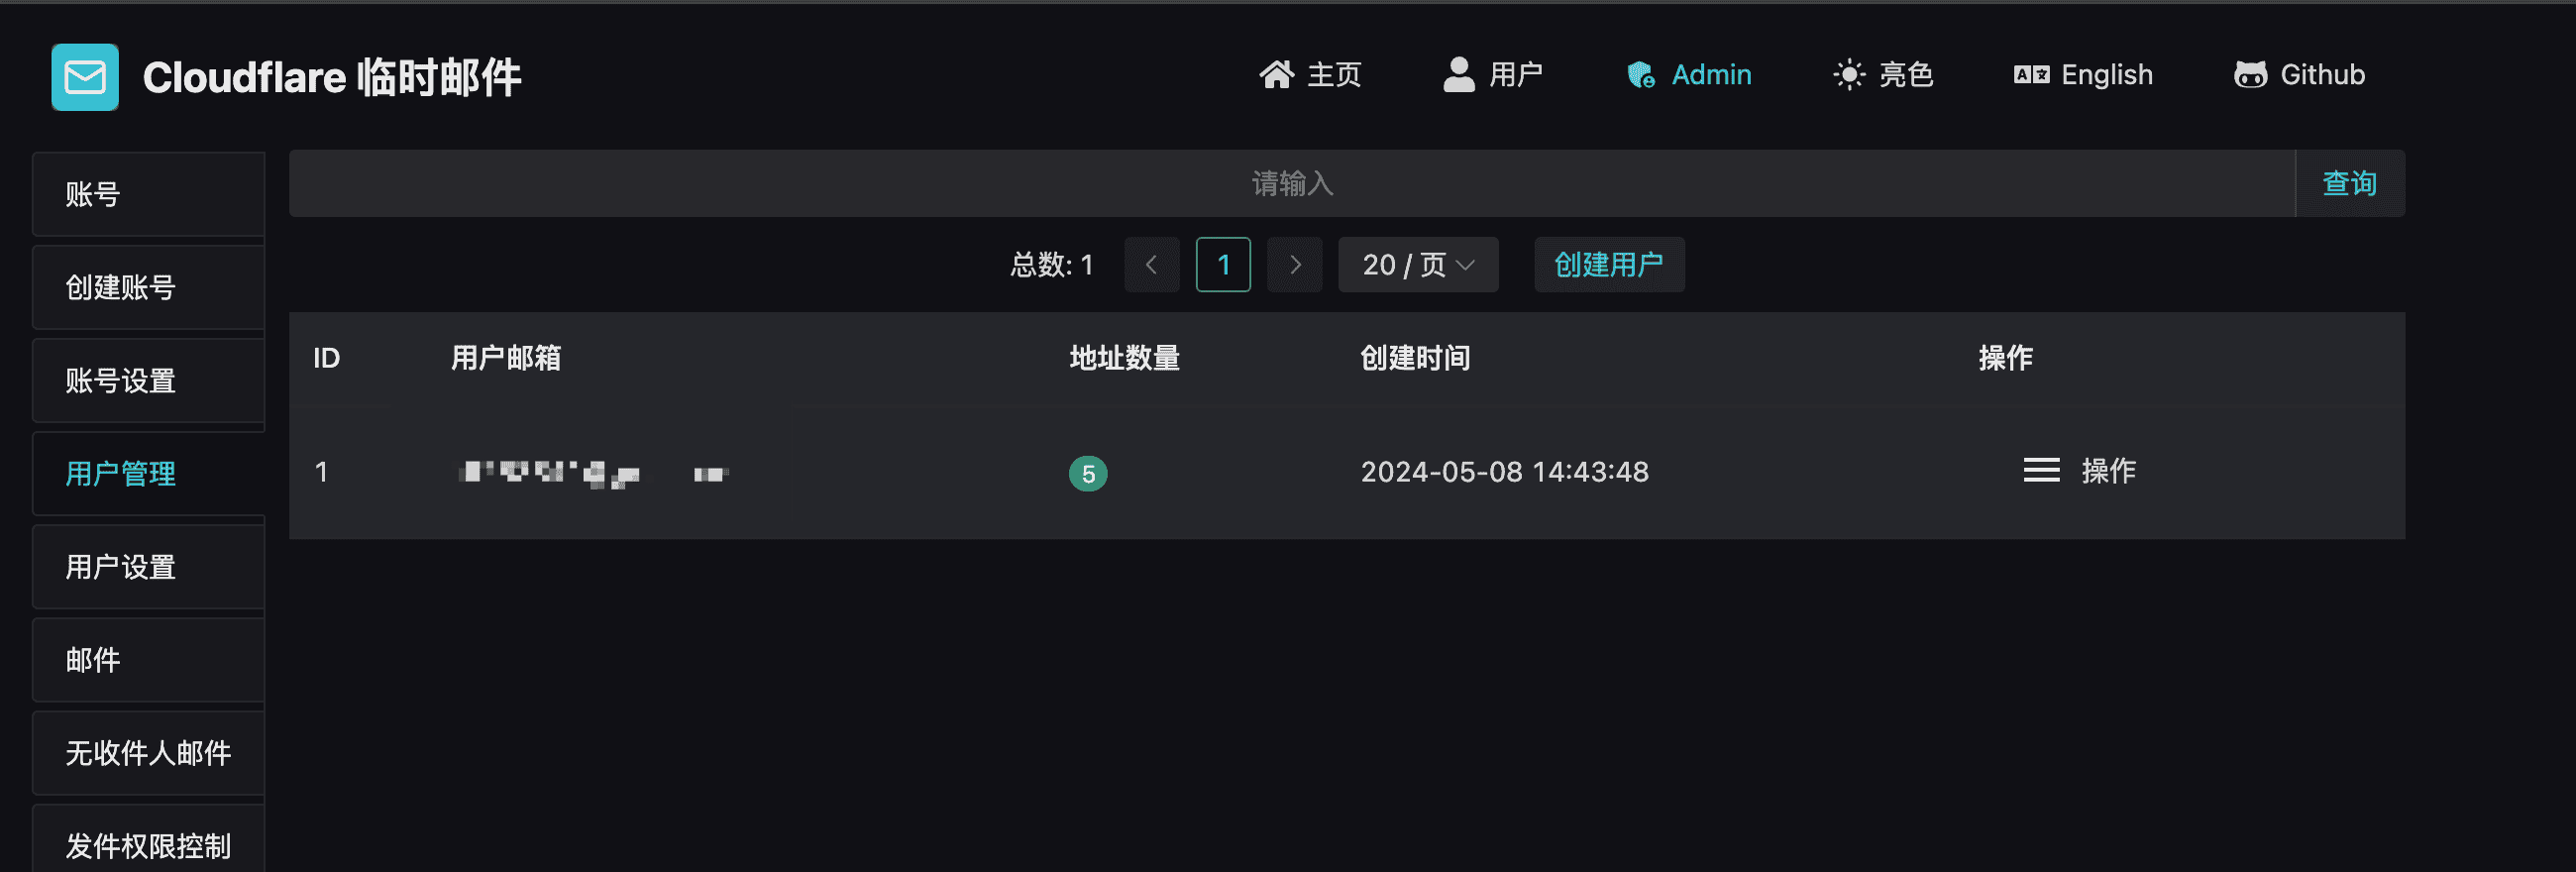 Cloudflare 临时邮件
主页 用户 Admin 亮色 English Github
账号
创建账号
账号设置
用户管理
用户设置
邮件
无收件人邮件
发件权限控制
请输入 查询
总数: 1 1 20 / 页 创建用户
ID 用户邮箱 地址数量 创建时间 操作
1 5 2024-05-08 14:43:48 操作